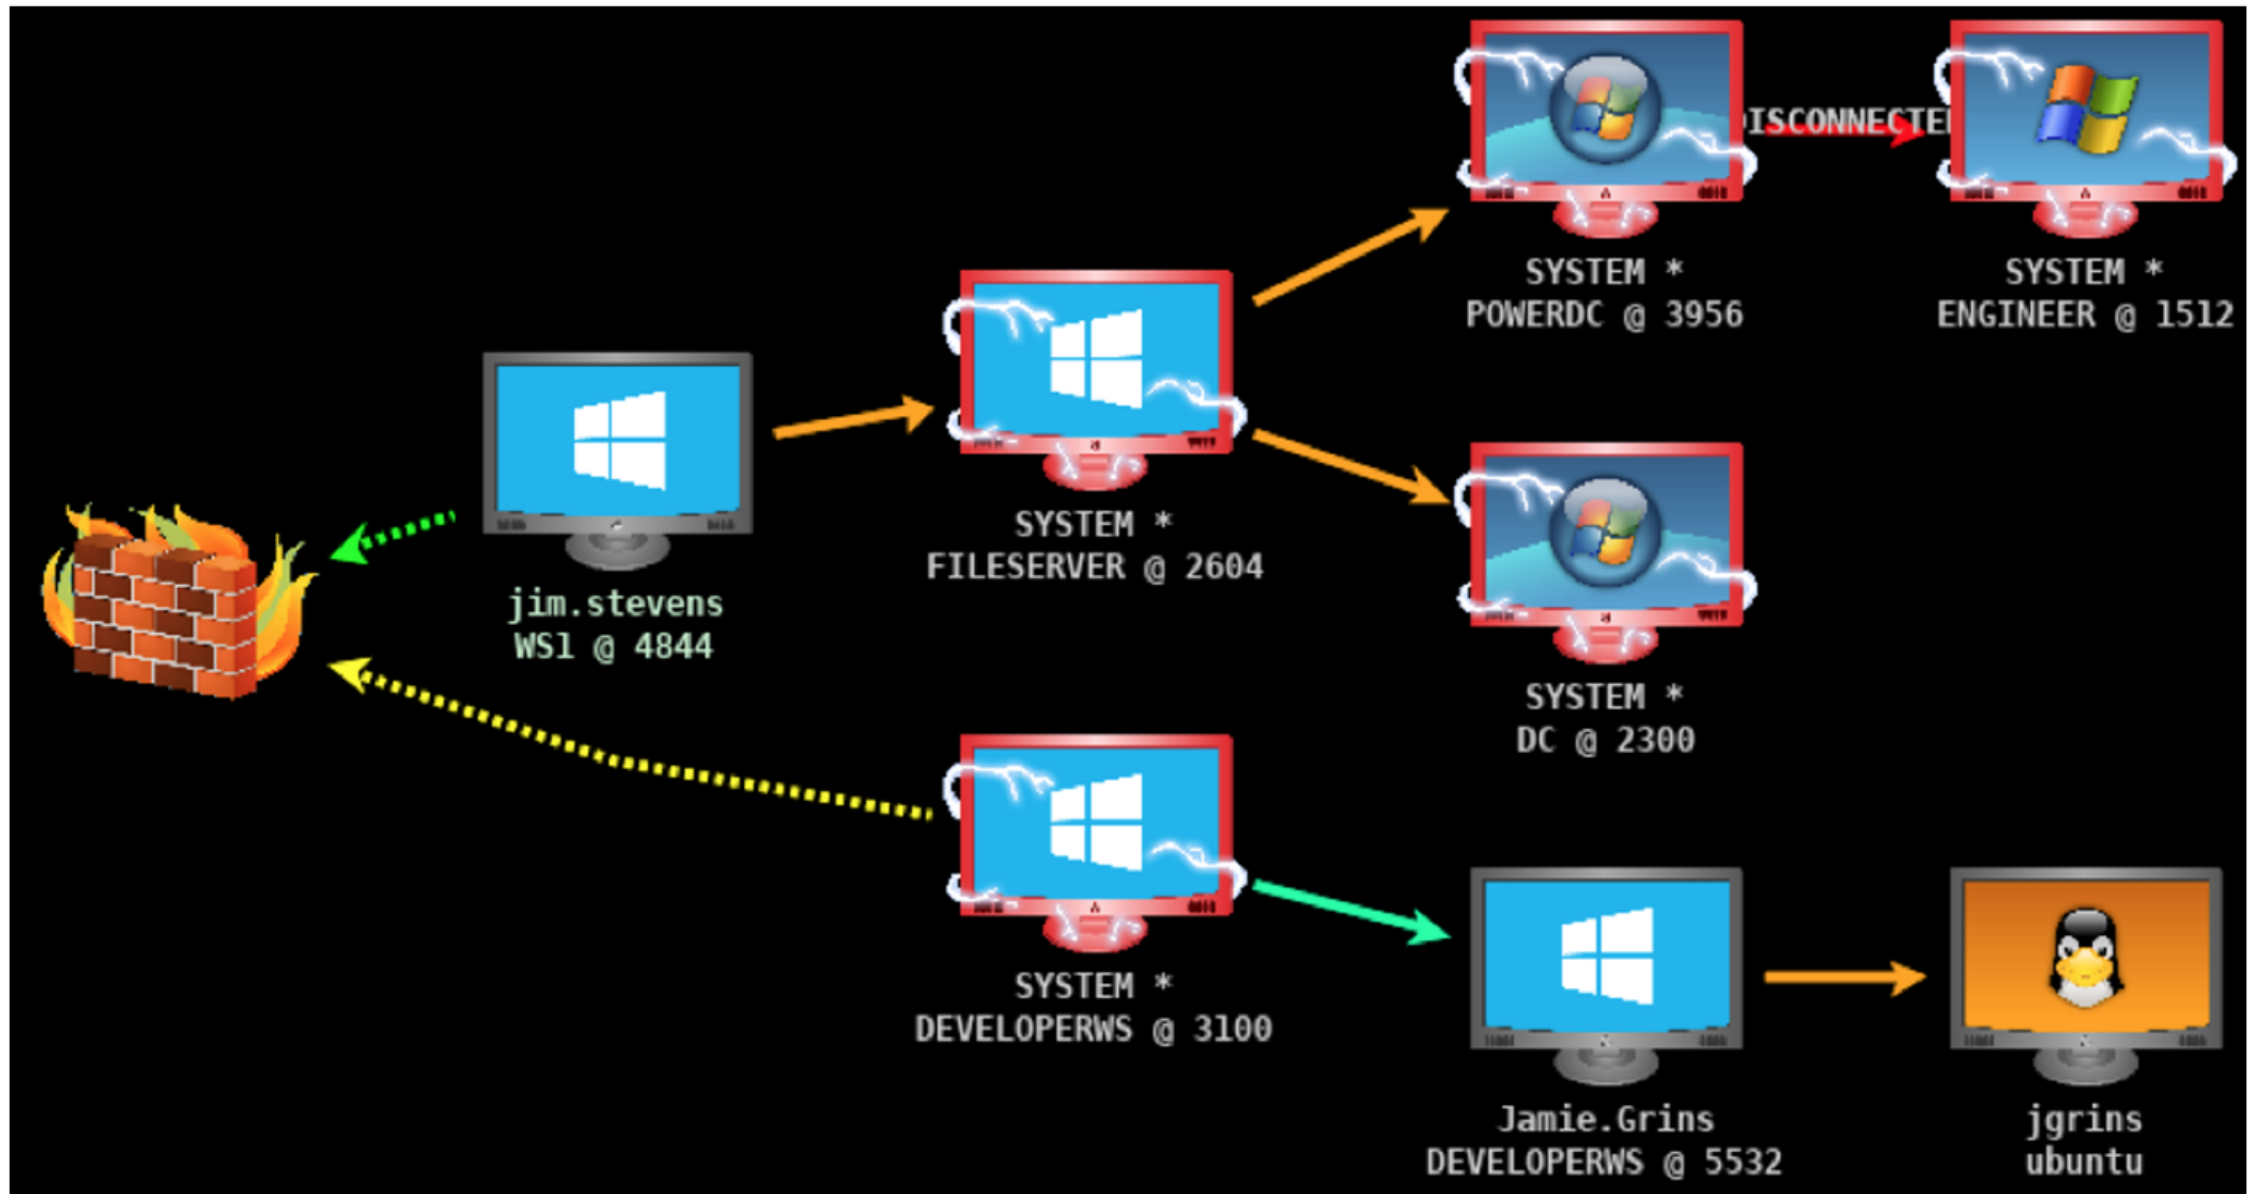 DISCONNECTED
SYSTEM *
POWERDC @ 3956
SYSTEM *
ENGINEER @ 1512
SYSTEM *
FILESERVER @ 2604
jim.stevens
WS1 @ 4844
SYSTEM *
DC @ 2300
SYSTEM *
DEVELOPERWS @ 3100
Jamie.Grins
DEVELOPERWS @ 5532
jgrins
ubuntu